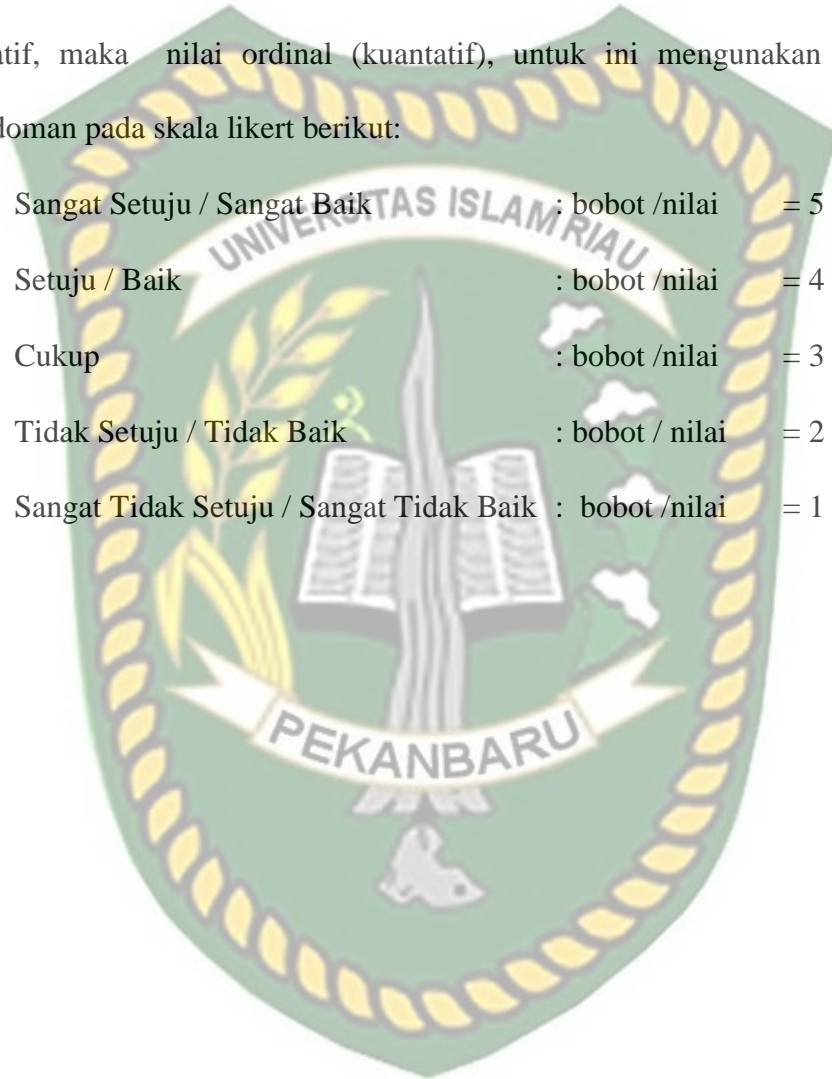 atif, maka nilai ordinal (kuantatif), untuk ini mengunakan
doman pada skala likert berikut:
Sangat Setuju / Sangat Baik : bobot /nilai = 5
UNIVERSITAS ISLAM RIAU
Setuju / Baik : bobot /nilai = 4
Cukup : bobot /nilai = 3
Tidak Setuju / Tidak Baik : bobot / nilai = 2
Sangat Tidak Setuju / Sangat Tidak Baik : bobot /nilai = 1
PEKANBARU